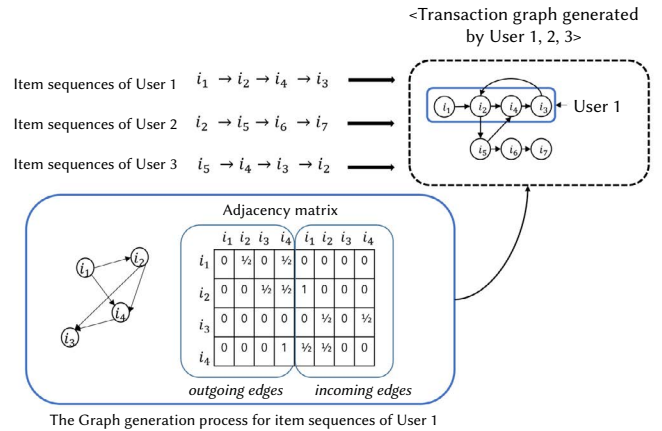 <Transaction graph generated
by User 1, 2, 3>
Item sequences of User 1 i₁ → i₂ → i₄ → i₃
Item sequences of User 2 i₂ → i₅ → i₆ → i₇
Item sequences of User 3 i₅ → i₄ → i₃ → i₂
i₁ i₂ i₄ i₃ User 1
i₅ i₆ i₇
Adjacency matrix
i₁ i₂ i₃ i₄ i₁ i₂ i₃ i₄
i₁ 0 ½ 0 ½ 0 0 0 0
i₂ 0 0 ½ ½ 1 0 0 0
i₃ 0 0 0 0 0 ½ 0 ½
i₄ 0 0 0 1 ½ ½ 0 0
i₁ i₂
i₄
i₃
outgoing edges incoming edges
The Graph generation process for item sequences of User 1